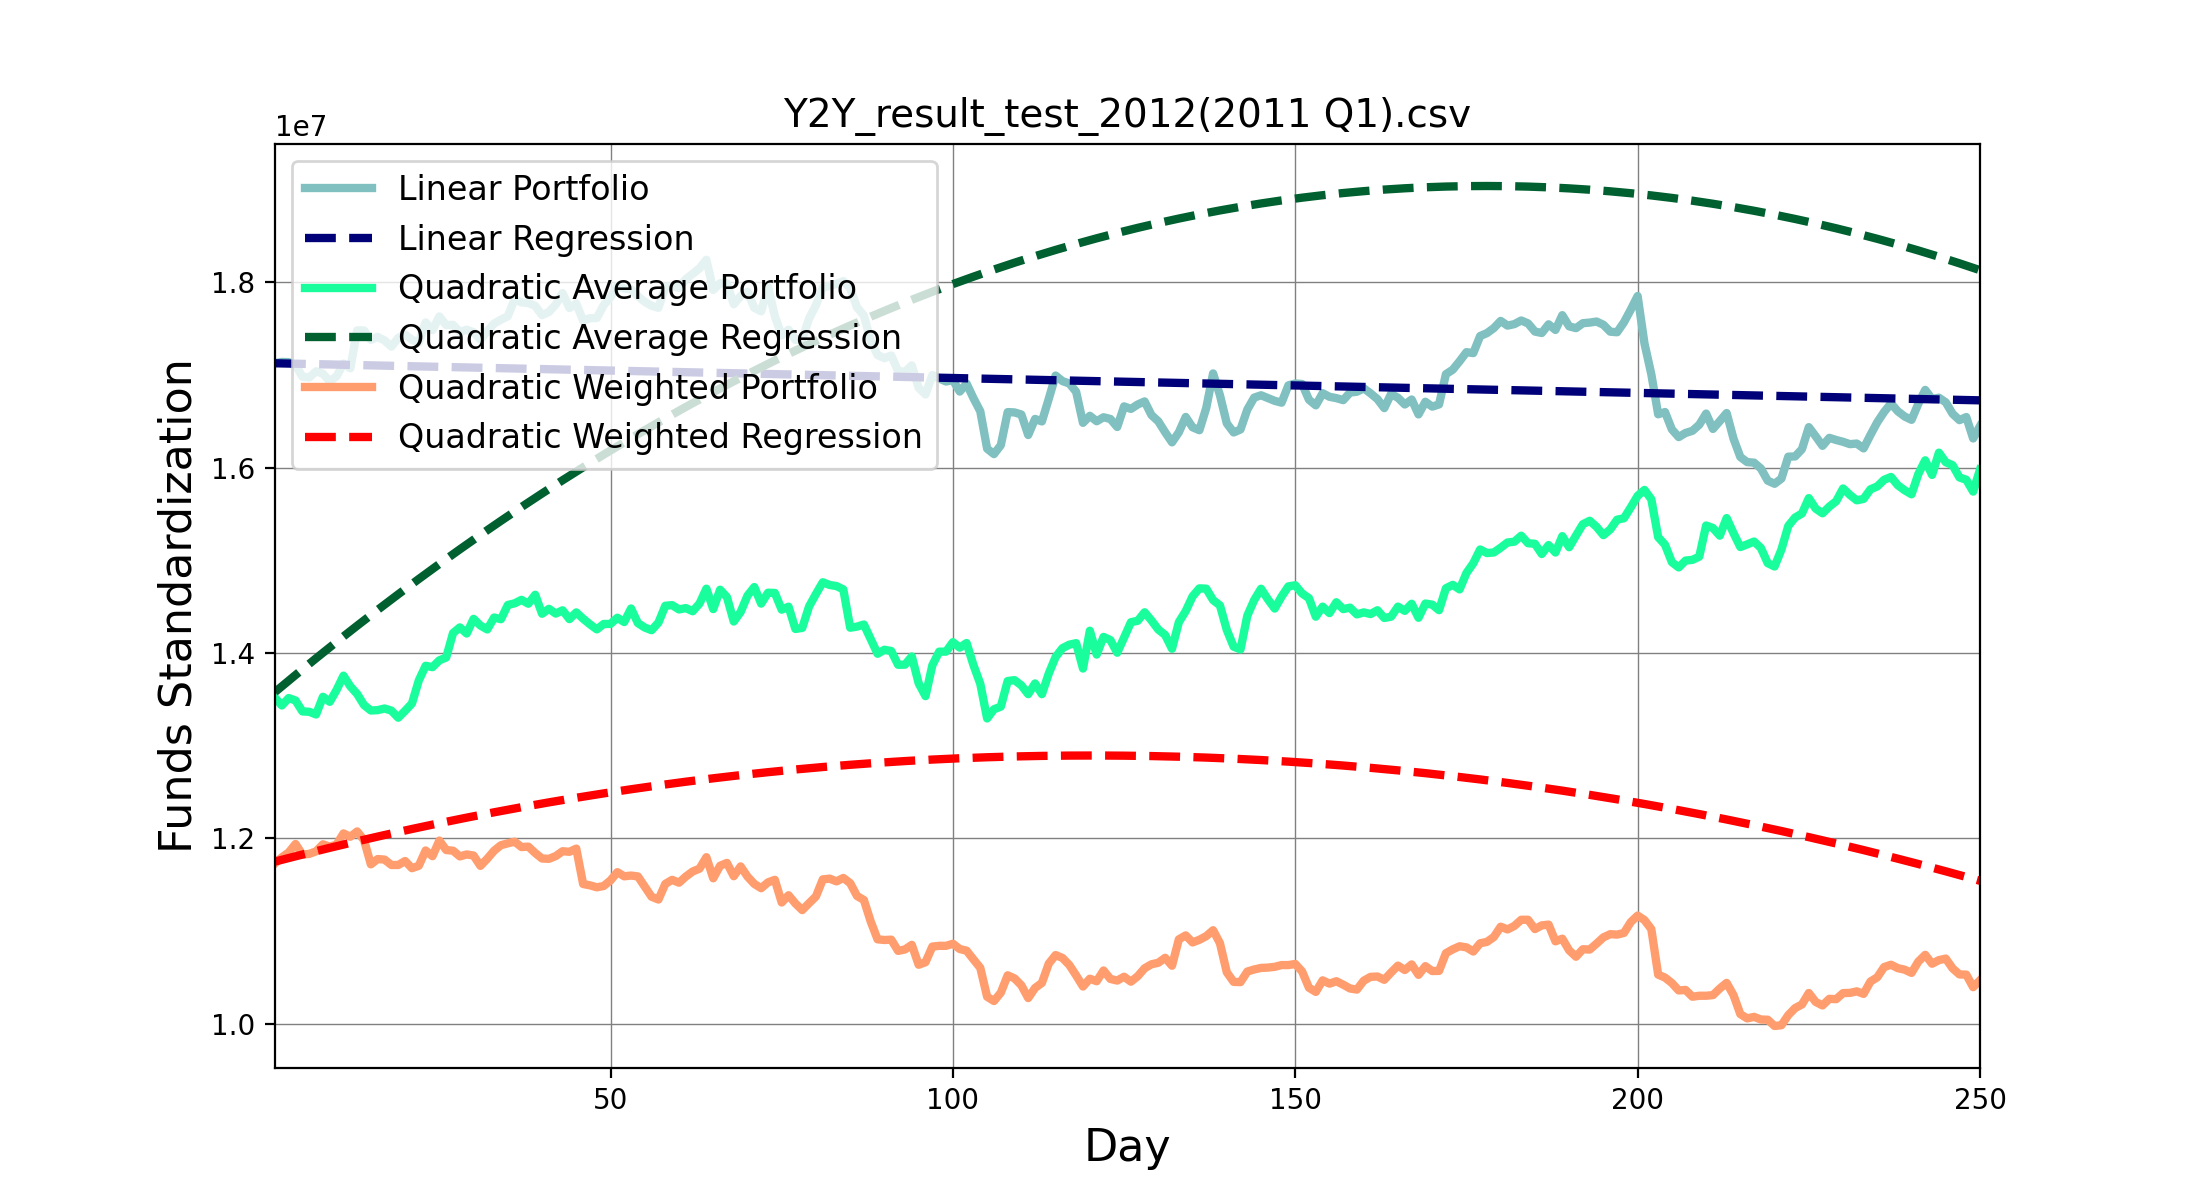 Y2Y_result_test_2012(2011 Q1).csv
1e7
Linear Portfolio
Linear Regression
Quadratic Average Portfolio
Quadratic Average Regression
Quadratic Weighted Portfolio
Quadratic Weighted Regression
1.8
1.6
1.4
1.2
1.0
Funds Standardization
50 100 150 200 250
Day